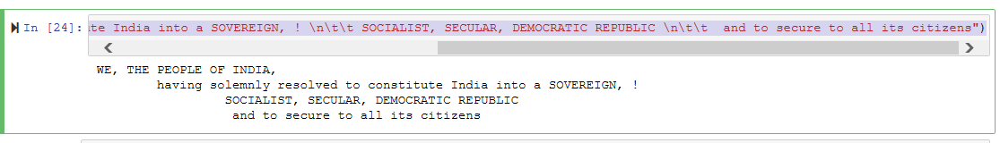 In [24]: te India into a SOVEREIGN, ! \n\t\t SOCIALIST, SECULAR, DEMOCRATIC REPUBLIC \n\t\t  and to secure to all its citizens")
WE, THE PEOPLE OF INDIA,
        having solemnly resolved to constitute India into a SOVEREIGN, !
                 SOCIALIST, SECULAR, DEMOCRATIC REPUBLIC
                  and to secure to all its citizens